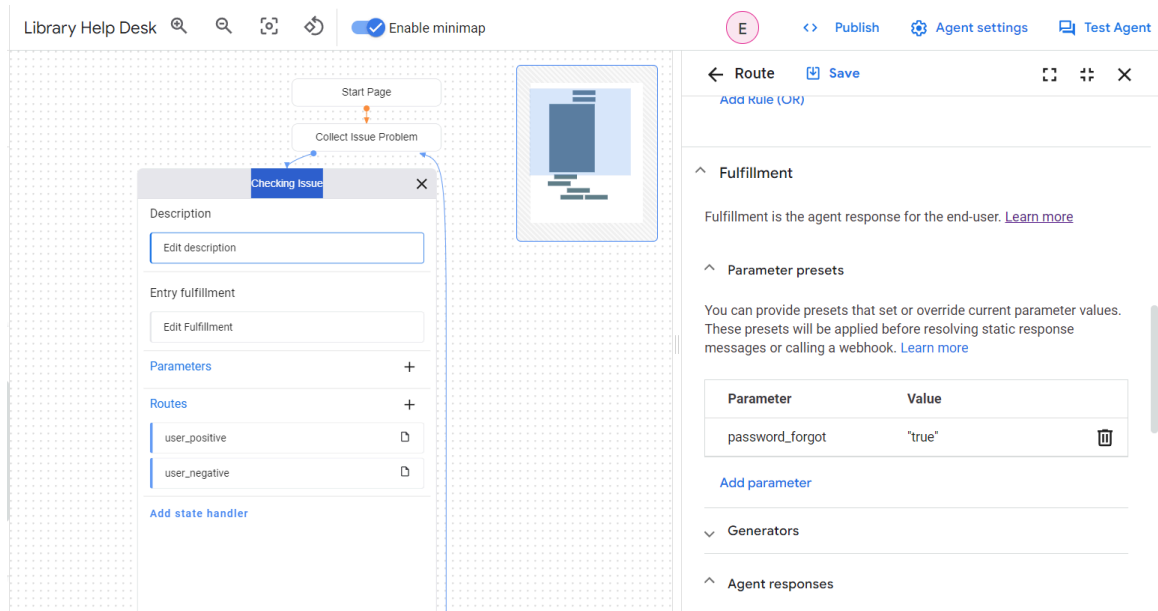 Library Help Desk
Enable minimap
E
Publish
Agent settings
Test Agent
Start Page
Collect Issue Problem
Checking Issue
Description
Edit description
Entry fulfillment
Edit Fulfillment
Parameters
Routes
user_positive
user_negative
Add state handler
Route
Save
Add Rule (OR)
Fulfillment
Fulfillment is the agent response for the end-user. Learn more
Parameter presets
You can provide presets that set or override current parameter values.
These presets will be applied before resolving static response
messages or calling a webhook. Learn more
Parameter Value
password_forgot "true"
Add parameter
Generators
Agent responses